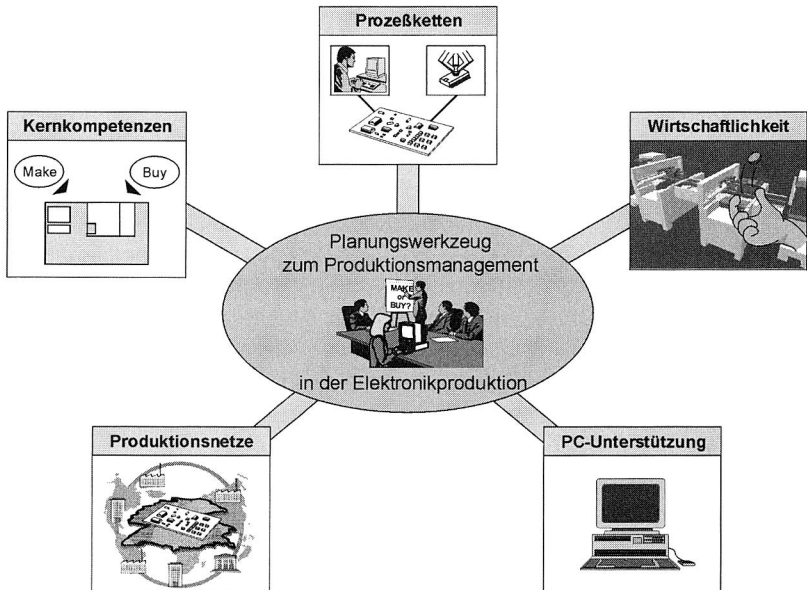 Prozeßketten
Kernkompetenzen
Make
Buy
Wirtschaftlichkeit
Planungswerkzeug
zum Produktionsmanagement
MAKE
or
BUY?
in der Elektronikproduktion
Produktionsnetze
PC-Unterstützung